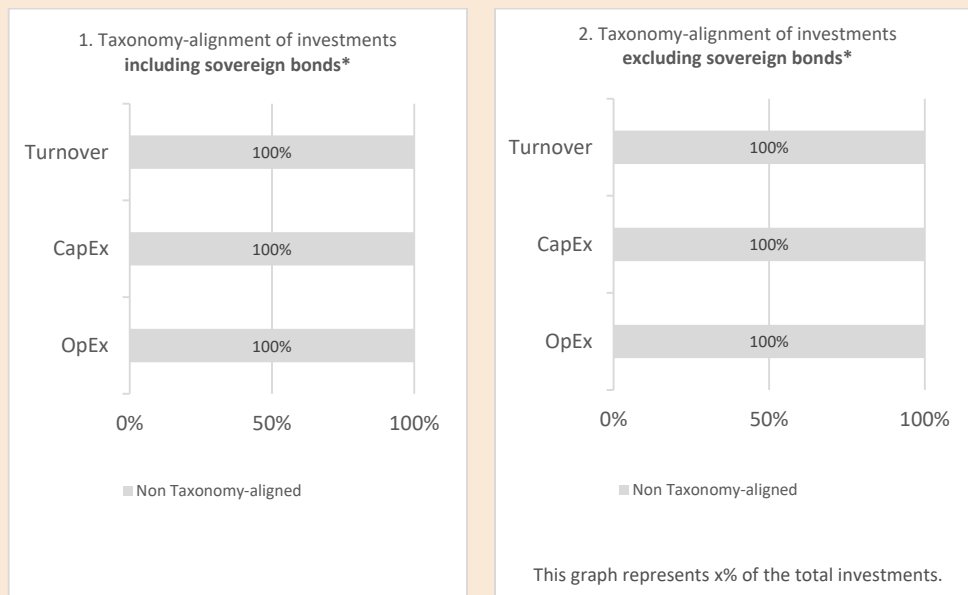 1. Taxonomy-alignment of investments
including sovereign bonds*
Turnover
100%
CapEx
100%
OpEx
100%
0%
50%
100%
Non Taxonomy-aligned
2. Taxonomy-alignment of investments
excluding sovereign bonds*
Turnover
100%
CapEx
100%
OpEx
100%
0%
50%
100%
Non Taxonomy-aligned
This graph represents x% of the total investments.